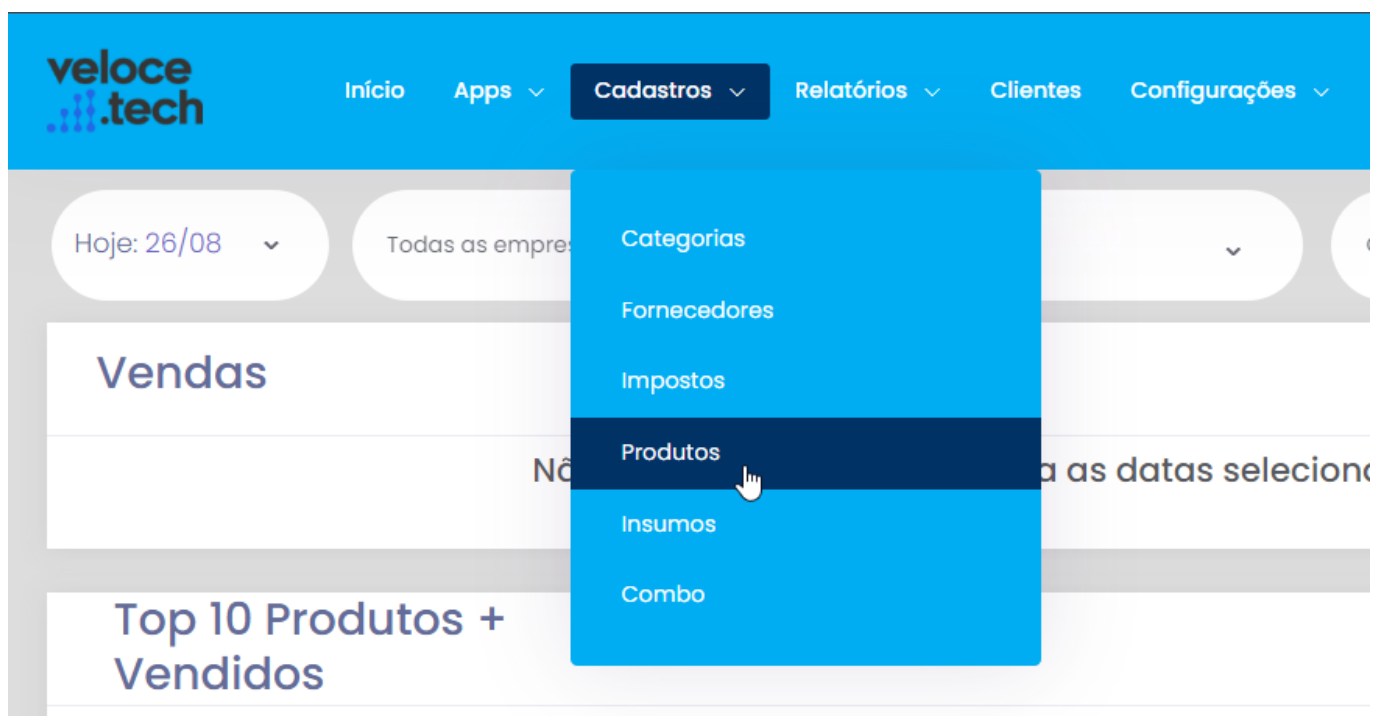 veloce
.tech
Início Apps Cadastros Relatórios Clientes Configurações
Hoje: 26/08 Todas as empres
Categorias
Fornecedores
Impostos
Produtos
Insumos
Combo
Vendas
Nã a as datas selecion
Top 10 Produtos +
Vendidos